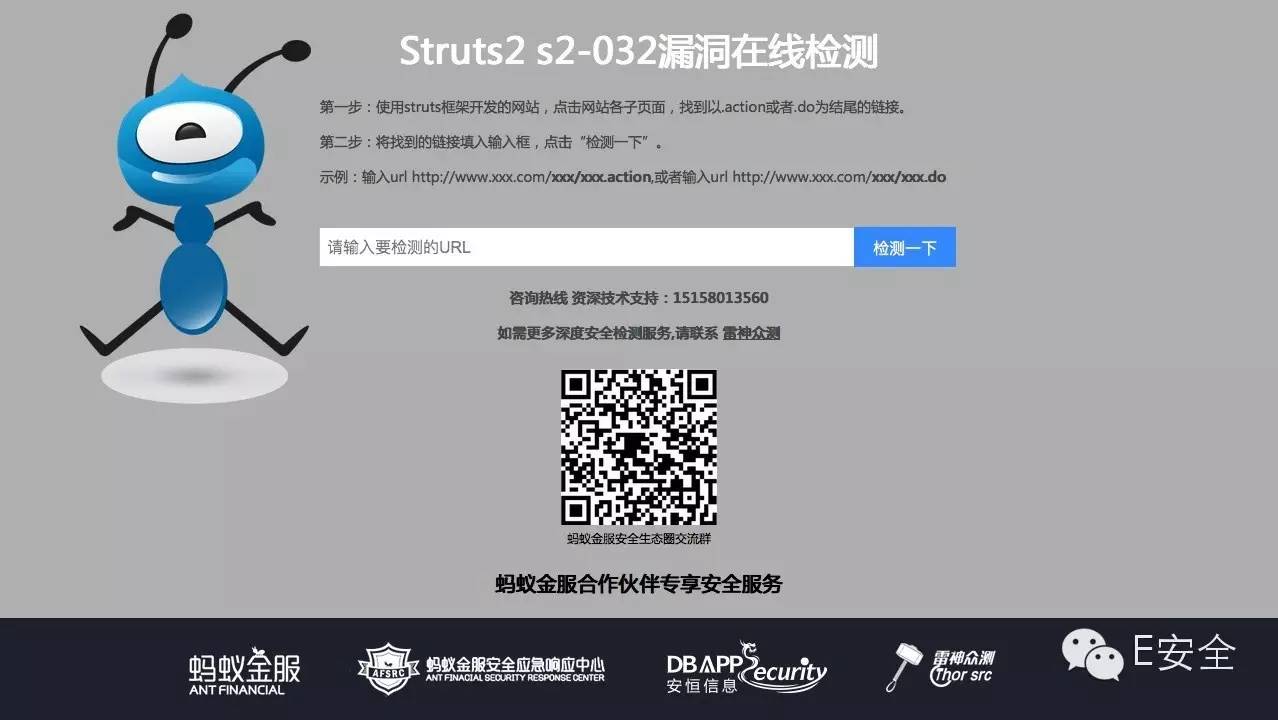 Struts2 s2-032漏洞在线检测
第一步：使用struts框架开发的网站，点击网站各子页面，找到以.action或者.do为结尾的链接。
第二步：将找到的链接填入输入框，点击“检测一下”。
示例：输入url http://www.xxx.com/xxx/xxx.action,或者输入url http://www.xxx.com/xxx/xxx.do
请输入要检测的URL
检测一下
咨询热线 资深技术支持：15158013560
如需更多深度安全检测服务,请联系 雷神众测
蚂蚁金服安全生态圈交流群
蚂蚁金服合作伙伴专享安全服务
蚂蚁金服
ANT FINANCIAL
AFSRC
蚂蚁金服安全应急响应中心
ANT FINACIAL SECURITY RESPONSE CENTER
DBAPPSecurity
安恒信息
雷神众测
Thor src
E安全